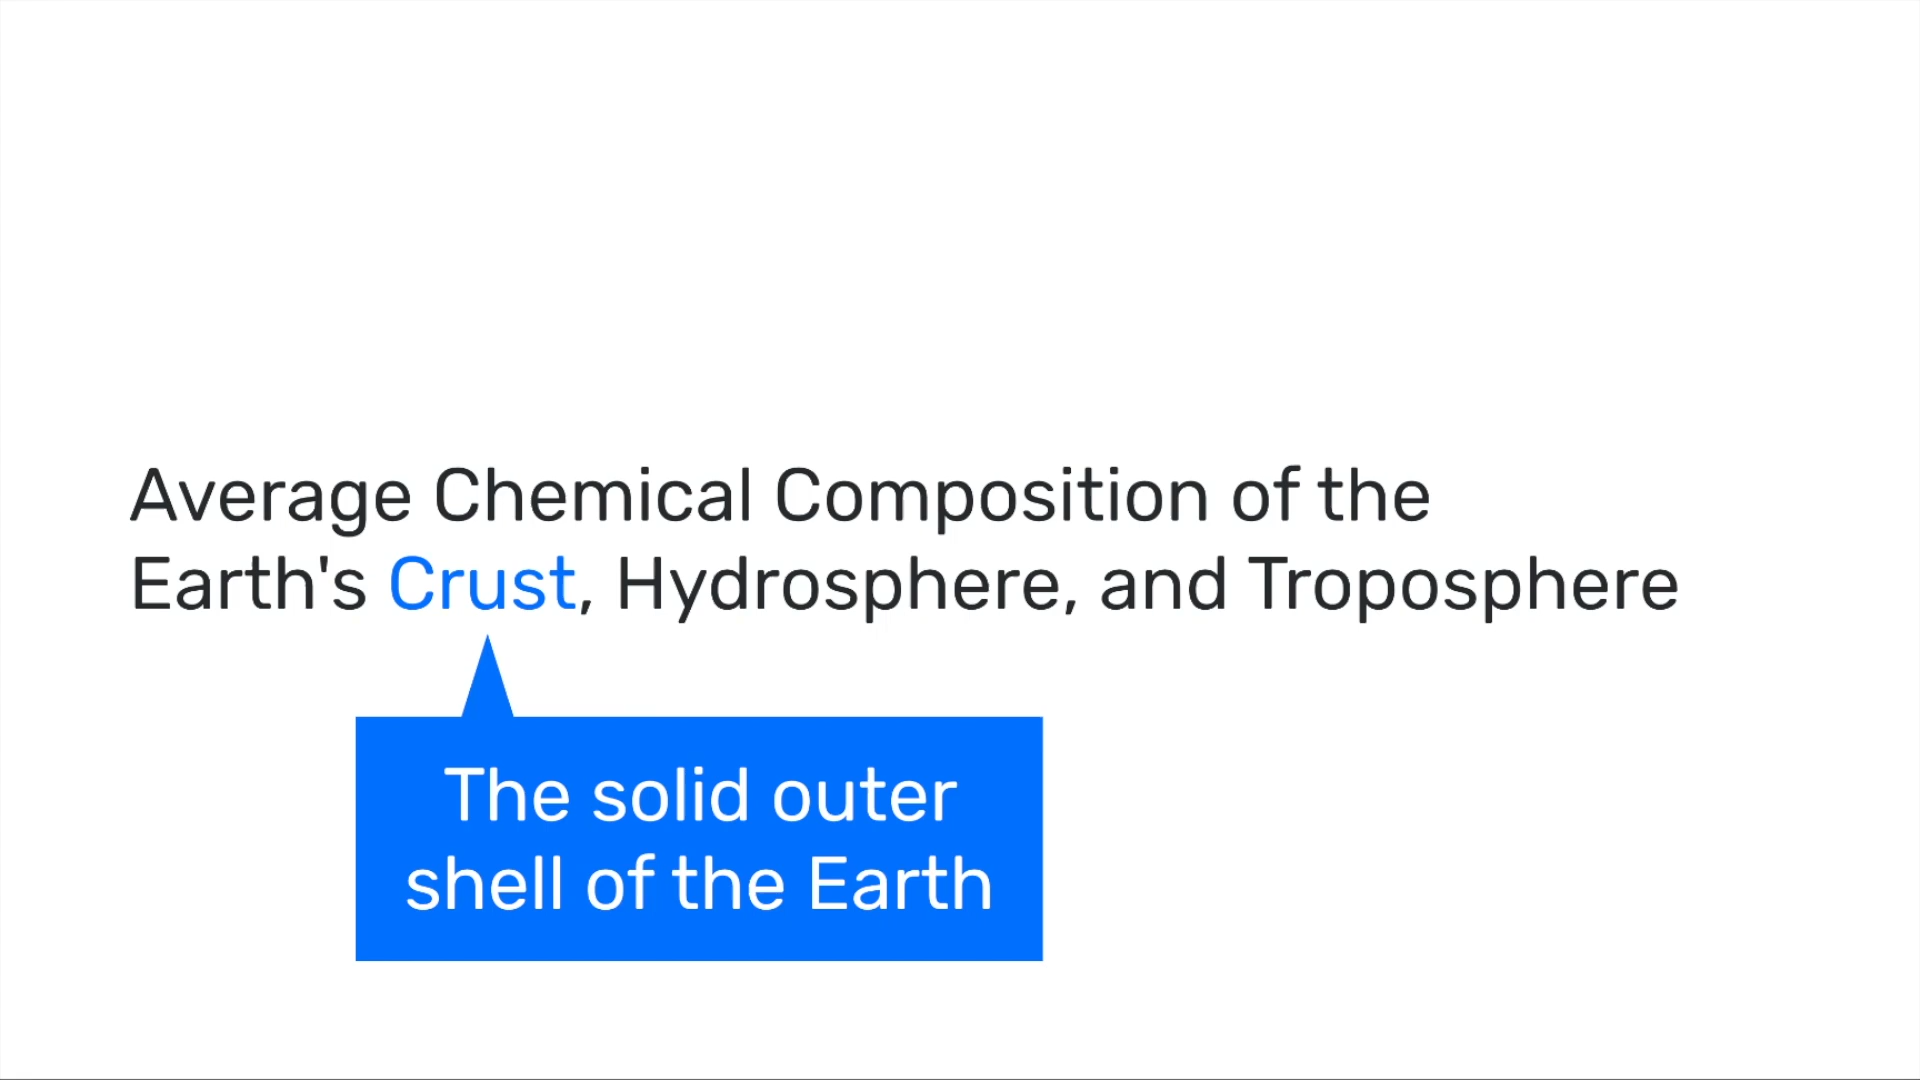 Average Chemical Composition of the
Earth's Crust, Hydrosphere, and Troposphere
The solid outer
shell of the Earth